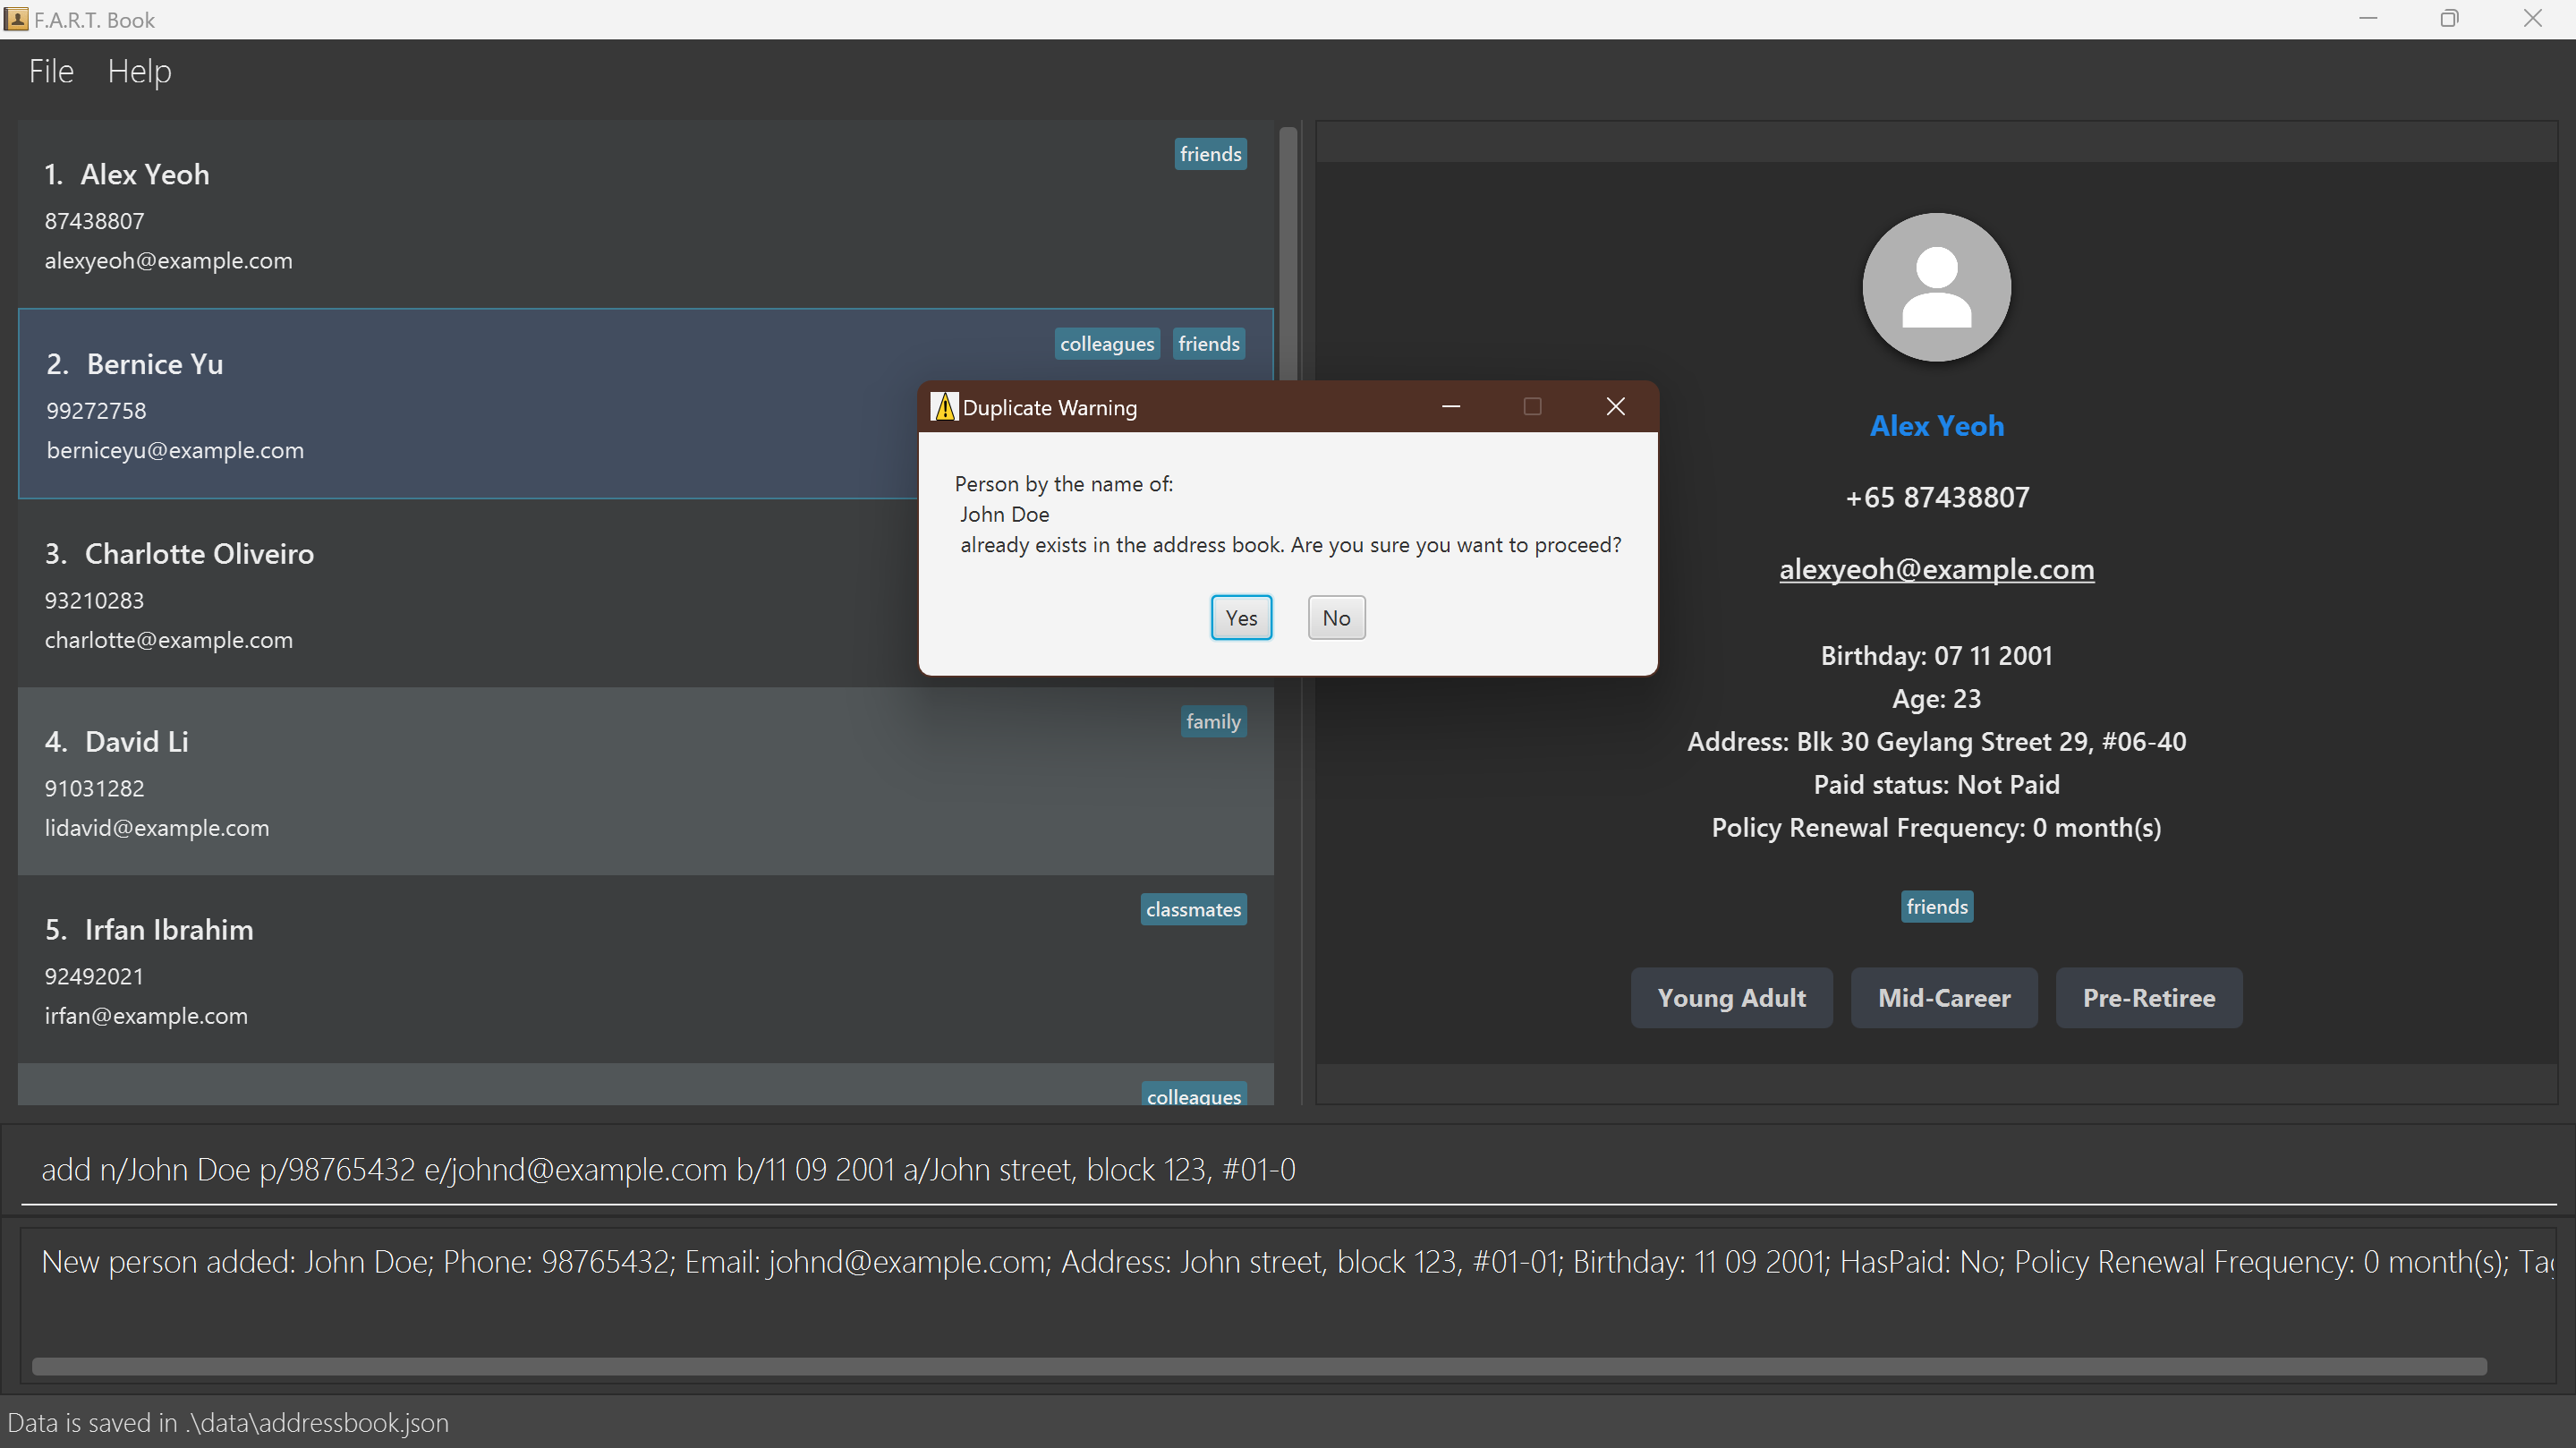 F.A.R.T. Book
File Help
1. Alex Yeoh
friends
87438807
alexyeoh@example.com
2. Bernice Yu
colleagues friends
99272758
berniceyu@example.com
3. Charlotte Oliveiro
93210283
charlotte@example.com
4. David Li
family
91031282
lidavid@example.com
5. Irfan Ibrahim
classmates
92492021
irfan@example.com
colleagues
Duplicate Warning
Person by the name of:
John Doe
already exists in the address book. Are you sure you want to proceed?
Yes No
Alex Yeoh
+65 87438807
alexyeoh@example.com
Birthday: 07 11 2001
Age: 23
Address: Blk 30 Geylang Street 29, #06-40
Paid status: Not Paid
Policy Renewal Frequency: 0 month(s)
friends
Young Adult Mid-Career Pre-Retiree
add n/John Doe p/98765432 e/johnd@example.com b/11 09 2001 a/John street, block 123, #01-0
New person added: John Doe; Phone: 98765432; Email: johnd@example.com; Address: John street, block 123, #01-01; Birthday: 11 09 2001; HasPaid: No; Policy Renewal Frequency: 0 month(s);
Data is saved in .\data\addressbook.json